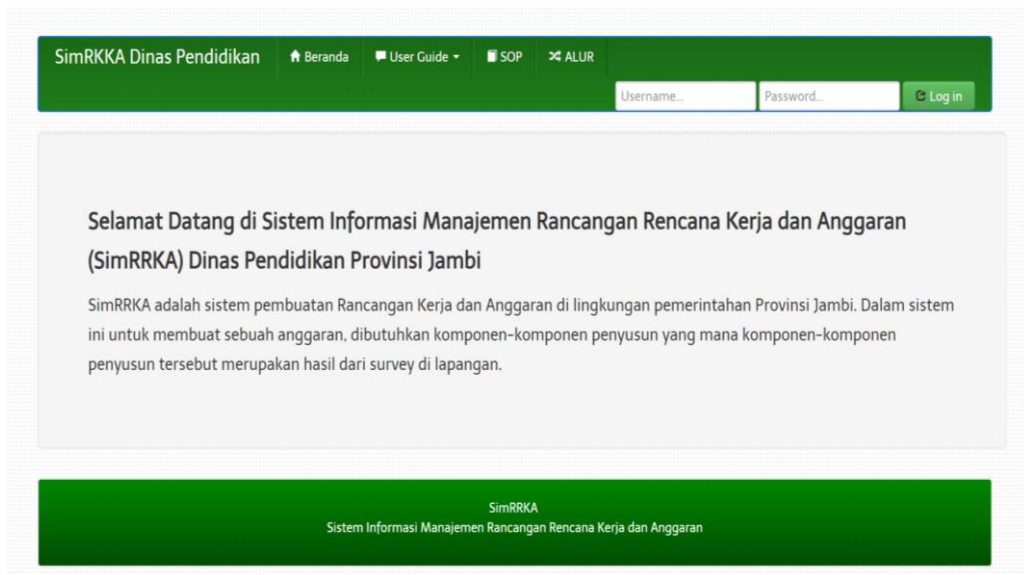 SimRKKA Dinas Pendidikan Beranda User Guide SOP ALUR
Username... Password... Log in
Selamat Datang di Sistem Informasi Manajemen Rancangan Rencana Kerja dan Anggaran
(SimRRKA) Dinas Pendidikan Provinsi Jambi
SimRRKA adalah sistem pembuatan Rancangan Kerja dan Anggaran di lingkungan pemerintahan Provinsi Jambi. Dalam sistem
ini untuk membuat sebuah anggaran, dibutuhkan komponen-komponen penyusun yang mana komponen-komponen
penyusun tersebut merupakan hasil dari survey di lapangan.
SimRRKA
Sistem Informasi Manajemen Rancangan Rencana Kerja dan Anggaran